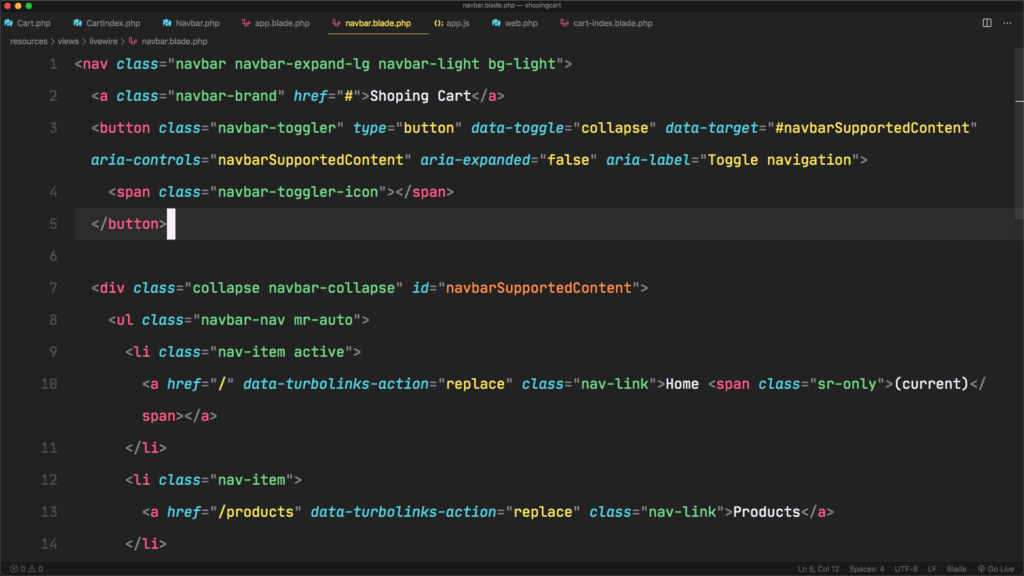 navbar.blade.php — shopingcart
Cart.php CartIndex.php Navbar.php app.blade.php navbar.blade.php {}: app.js web.php cart-index.blade.php
resources > views > livewire > navbar.blade.php
1 <nav class="navbar navbar-expand-lg navbar-light bg-light">
2 <a class="navbar-brand" href="#">Shoping Cart</a>
3 <button class="navbar-toggler" type="button" data-toggle="collapse" data-target="#navbarSupportedContent"
aria-controls="navbarSupportedContent" aria-expanded="false" aria-label="Toggle navigation">
4 <span class="navbar-toggler-icon"></span>
5 </button>
6
7 <div class="collapse navbar-collapse" id="navbarSupportedContent">
8 <ul class="navbar-nav mr-auto">
9 <li class="nav-item active">
10 <a href="/" data-turbolinks-action="replace" class="nav-link">Home <span class="sr-only">(current)</
span></a>
11 </li>
12 <li class="nav-item">
13 <a href="/products" data-turbolinks-action="replace" class="nav-link">Products</a>
14 </li>
0 0 Ln 5, Col 12 Spaces: 4 UTF-8 LF Blade Go Live